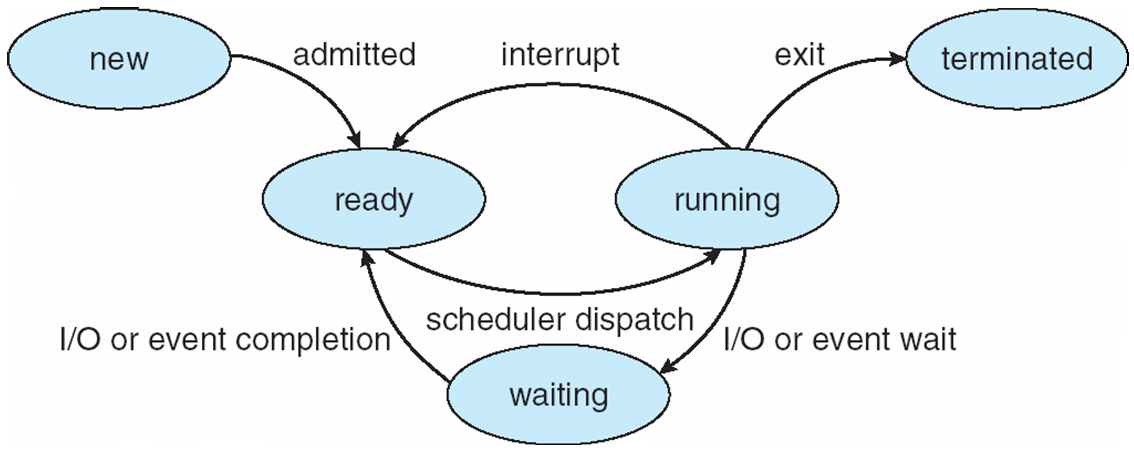 new
admitted
interrupt
exit
terminated
ready
running
scheduler dispatch
I/O or event completion
I/O or event wait
waiting